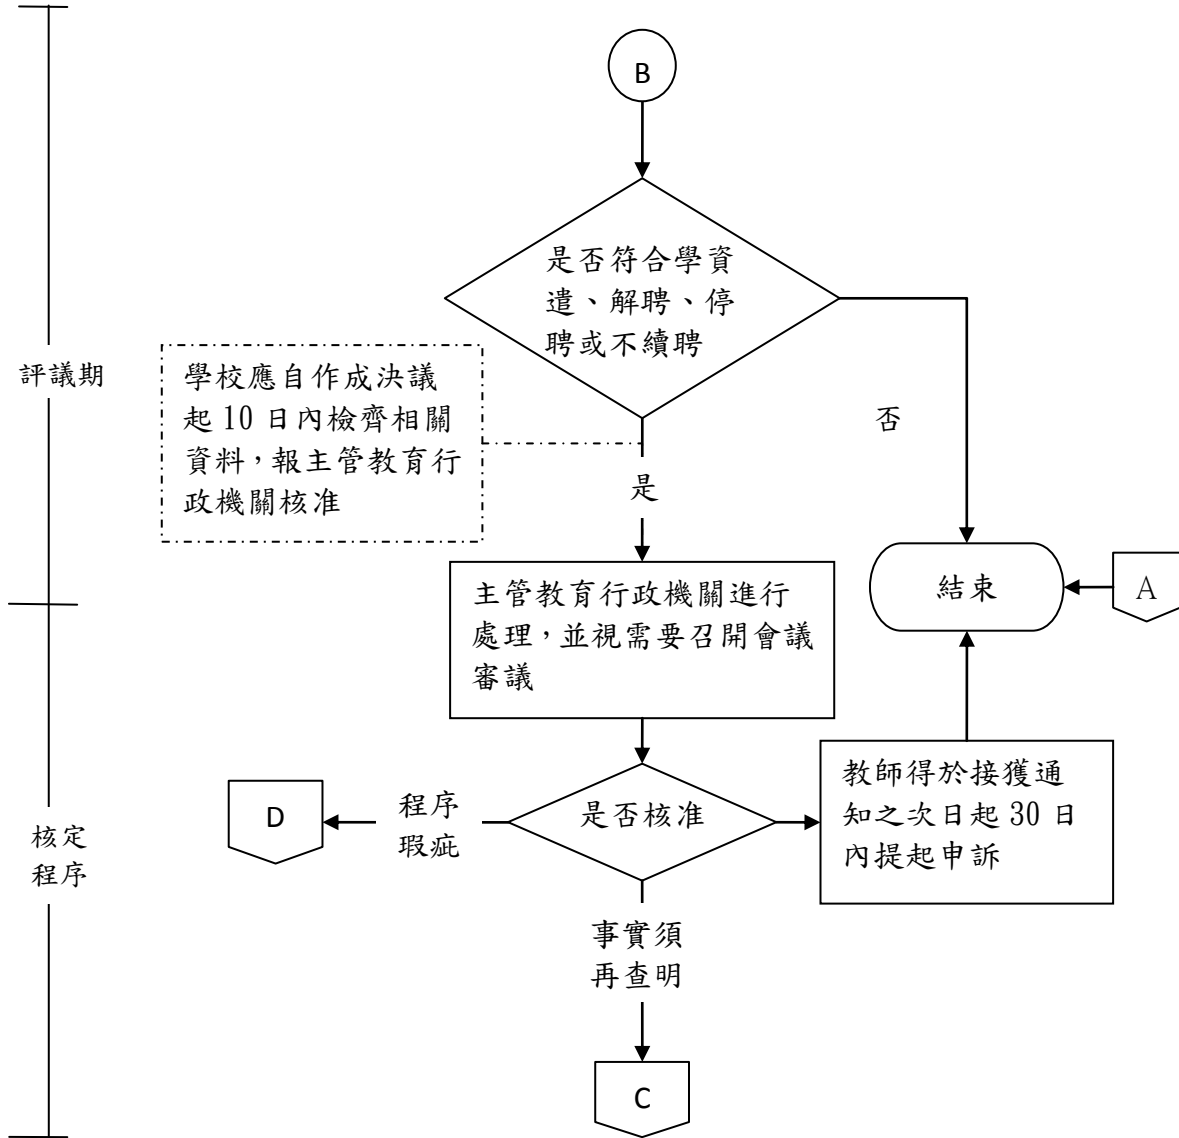 B
是否符合學資
遣、解聘、停
聘或不續聘
評議期
學校應自作成決議
起 10 日內檢齊相關
資料，報主管教育行
政機關核准
否
是
結束
A
主管教育行政機關進行
處理，並視需要召開會議
審議
核定
程序
D
程序
瑕疵
是否核准
教師得於接獲通
知之次日起 30 日
內提起申訴
事實須
再查明
C